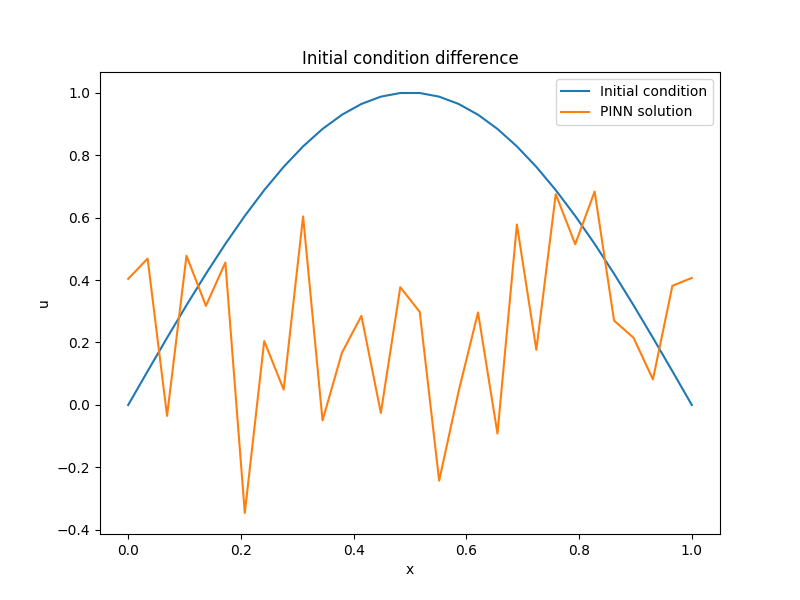 Initial condition difference
Initial condition
PINN solution
1.0
0.8
0.6
0.4
0.2
0.0
−0.2
−0.4
u
0.0 0.2 0.4 0.6 0.8 1.0
x